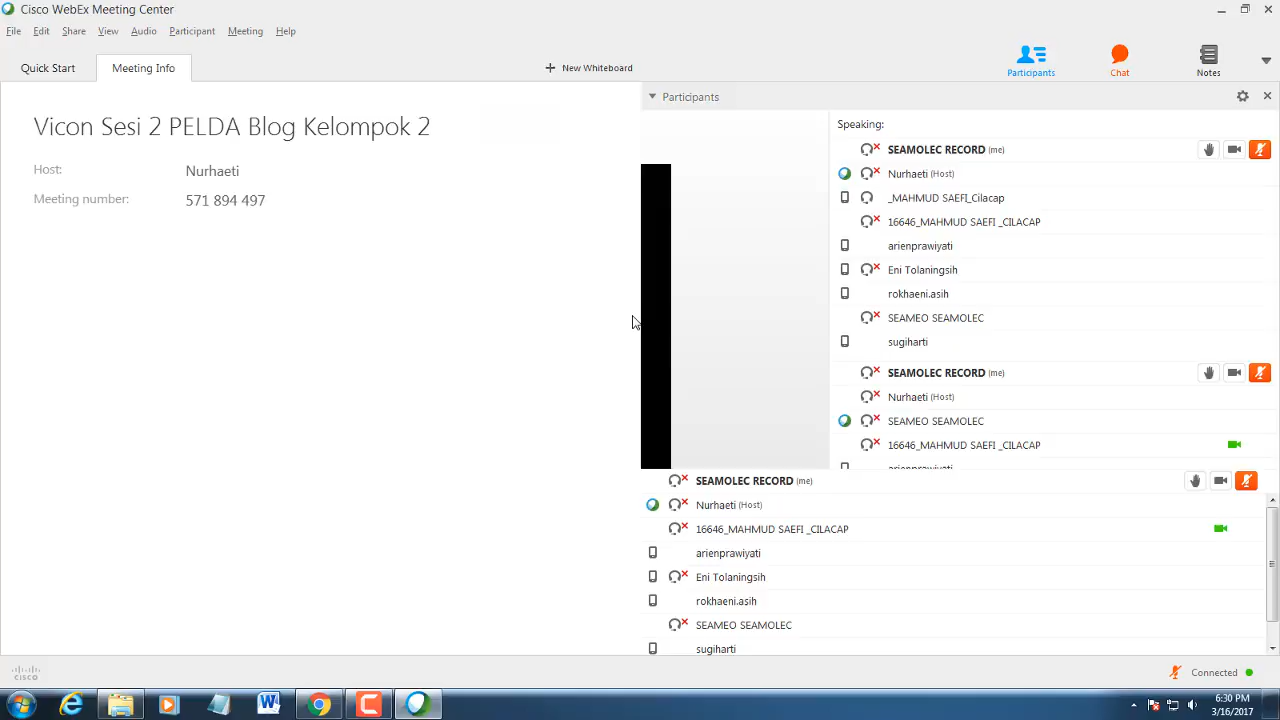 Cisco WebEx Meeting Center
File Edit Share View Audio Participant Meeting Help
Quick Start
Meeting Info
New Whiteboard
Participants
Chat
Notes
Vicon Sesi 2 PELDA Blog Kelompok 2
Host: Nurhaeti
Meeting number: 571 894 497
Participants
Speaking:
SEAMOLEC RECORD (me)
Nurhaeti (Host)
_MAHMUD SAEFI_Cilacap
16646_MAHMUD SAEFI _CILACAP
arienprawiyati
Eni Tolaningsih
rokhaeni.asih
SEAMEO SEAMOLEC
sugiharti
SEAMOLEC RECORD (me)
Nurhaeti (Host)
SEAMEO SEAMOLEC
16646_MAHMUD SAEFI _CILACAP
arienprawiyati
SEAMOLEC RECORD (me)
Nurhaeti (Host)
16646_MAHMUD SAEFI _CILACAP
arienprawiyati
Eni Tolaningsih
rokhaeni.asih
SEAMEO SEAMOLEC
sugiharti
cisco
Connected
6:30 PM
3/16/2017